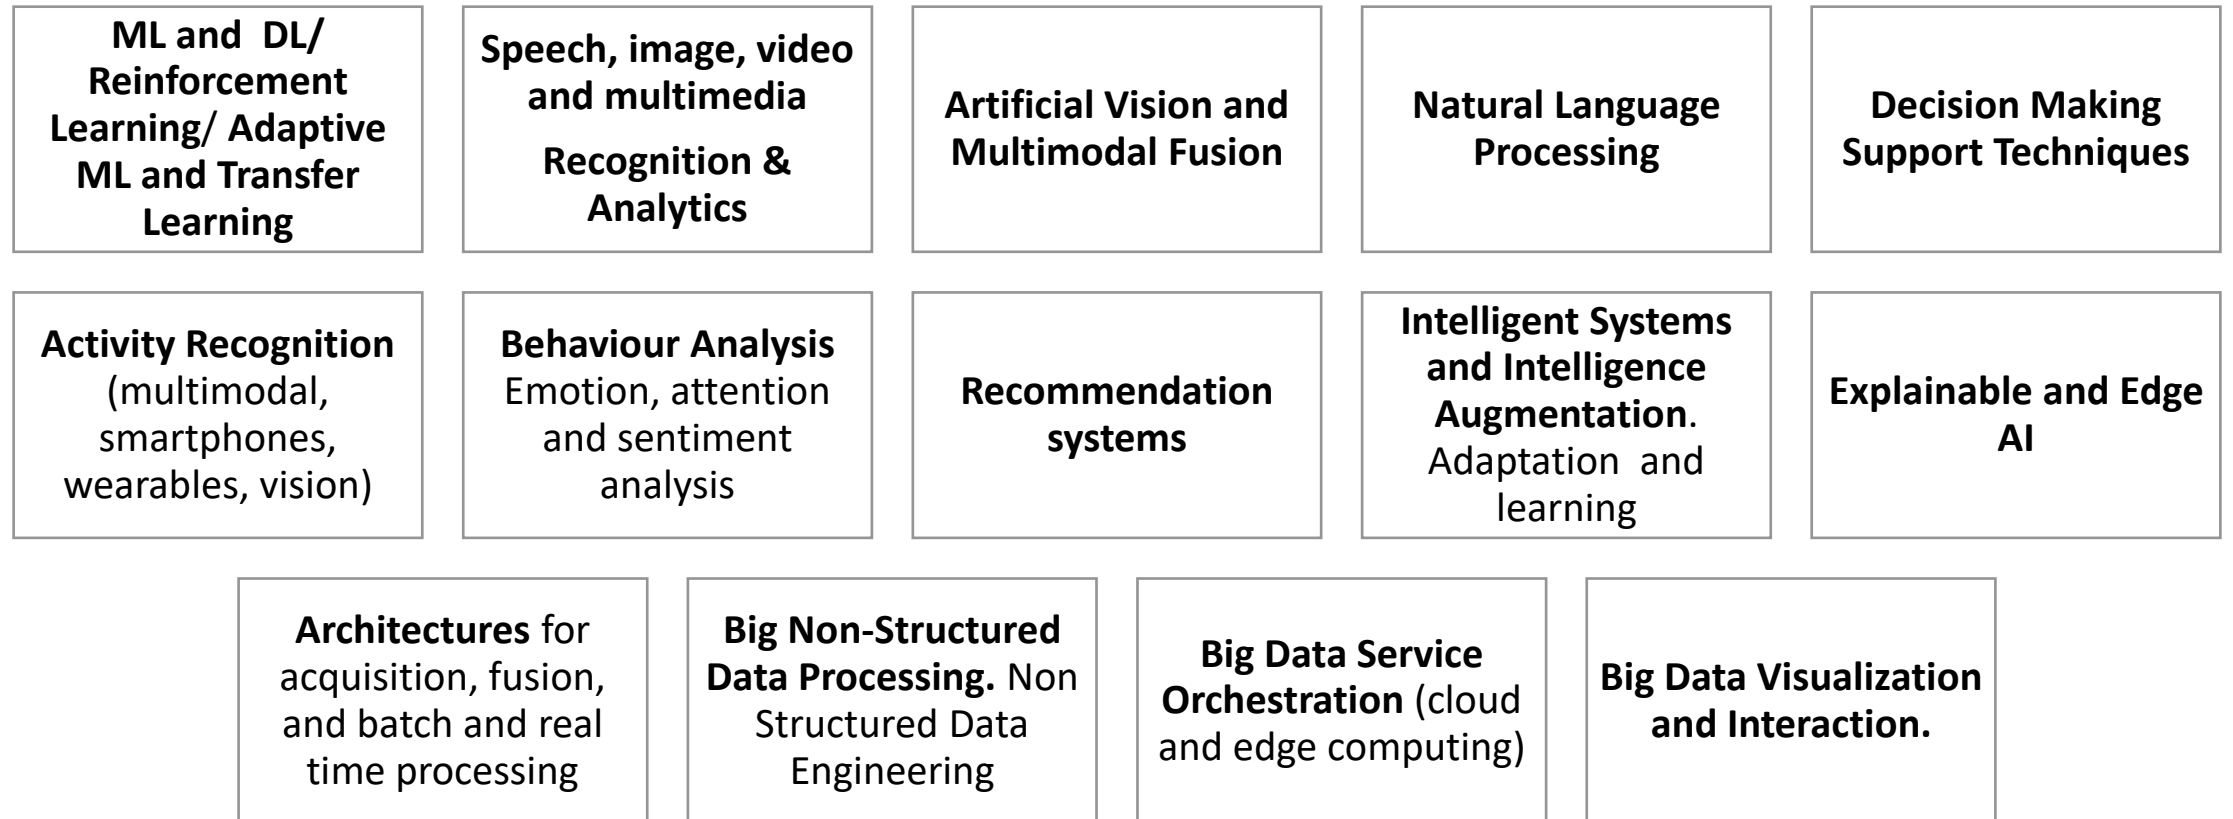 ML and  DL/
Reinforcement
Learning/ Adaptive
ML and Transfer
Learning
Speech, image, video
and multimedia
Recognition &
Analytics
Artificial Vision and
Multimodal Fusion
Natural Language
Processing
Decision Making
Support Techniques
Activity Recognition
(multimodal,
smartphones,
wearables, vision)
Behaviour Analysis
Emotion, attention
and sentiment
analysis
Recommendation
systems
Intelligent Systems
and Intelligence
Augmentation.
Adaptation  and
learning
Explainable and Edge
AI
Architectures for
acquisition, fusion,
and batch and real
time processing
Big Non-Structured
Data Processing. Non
Structured Data
Engineering
Big Data Service
Orchestration (cloud
and edge computing)
Big Data Visualization
and Interaction.